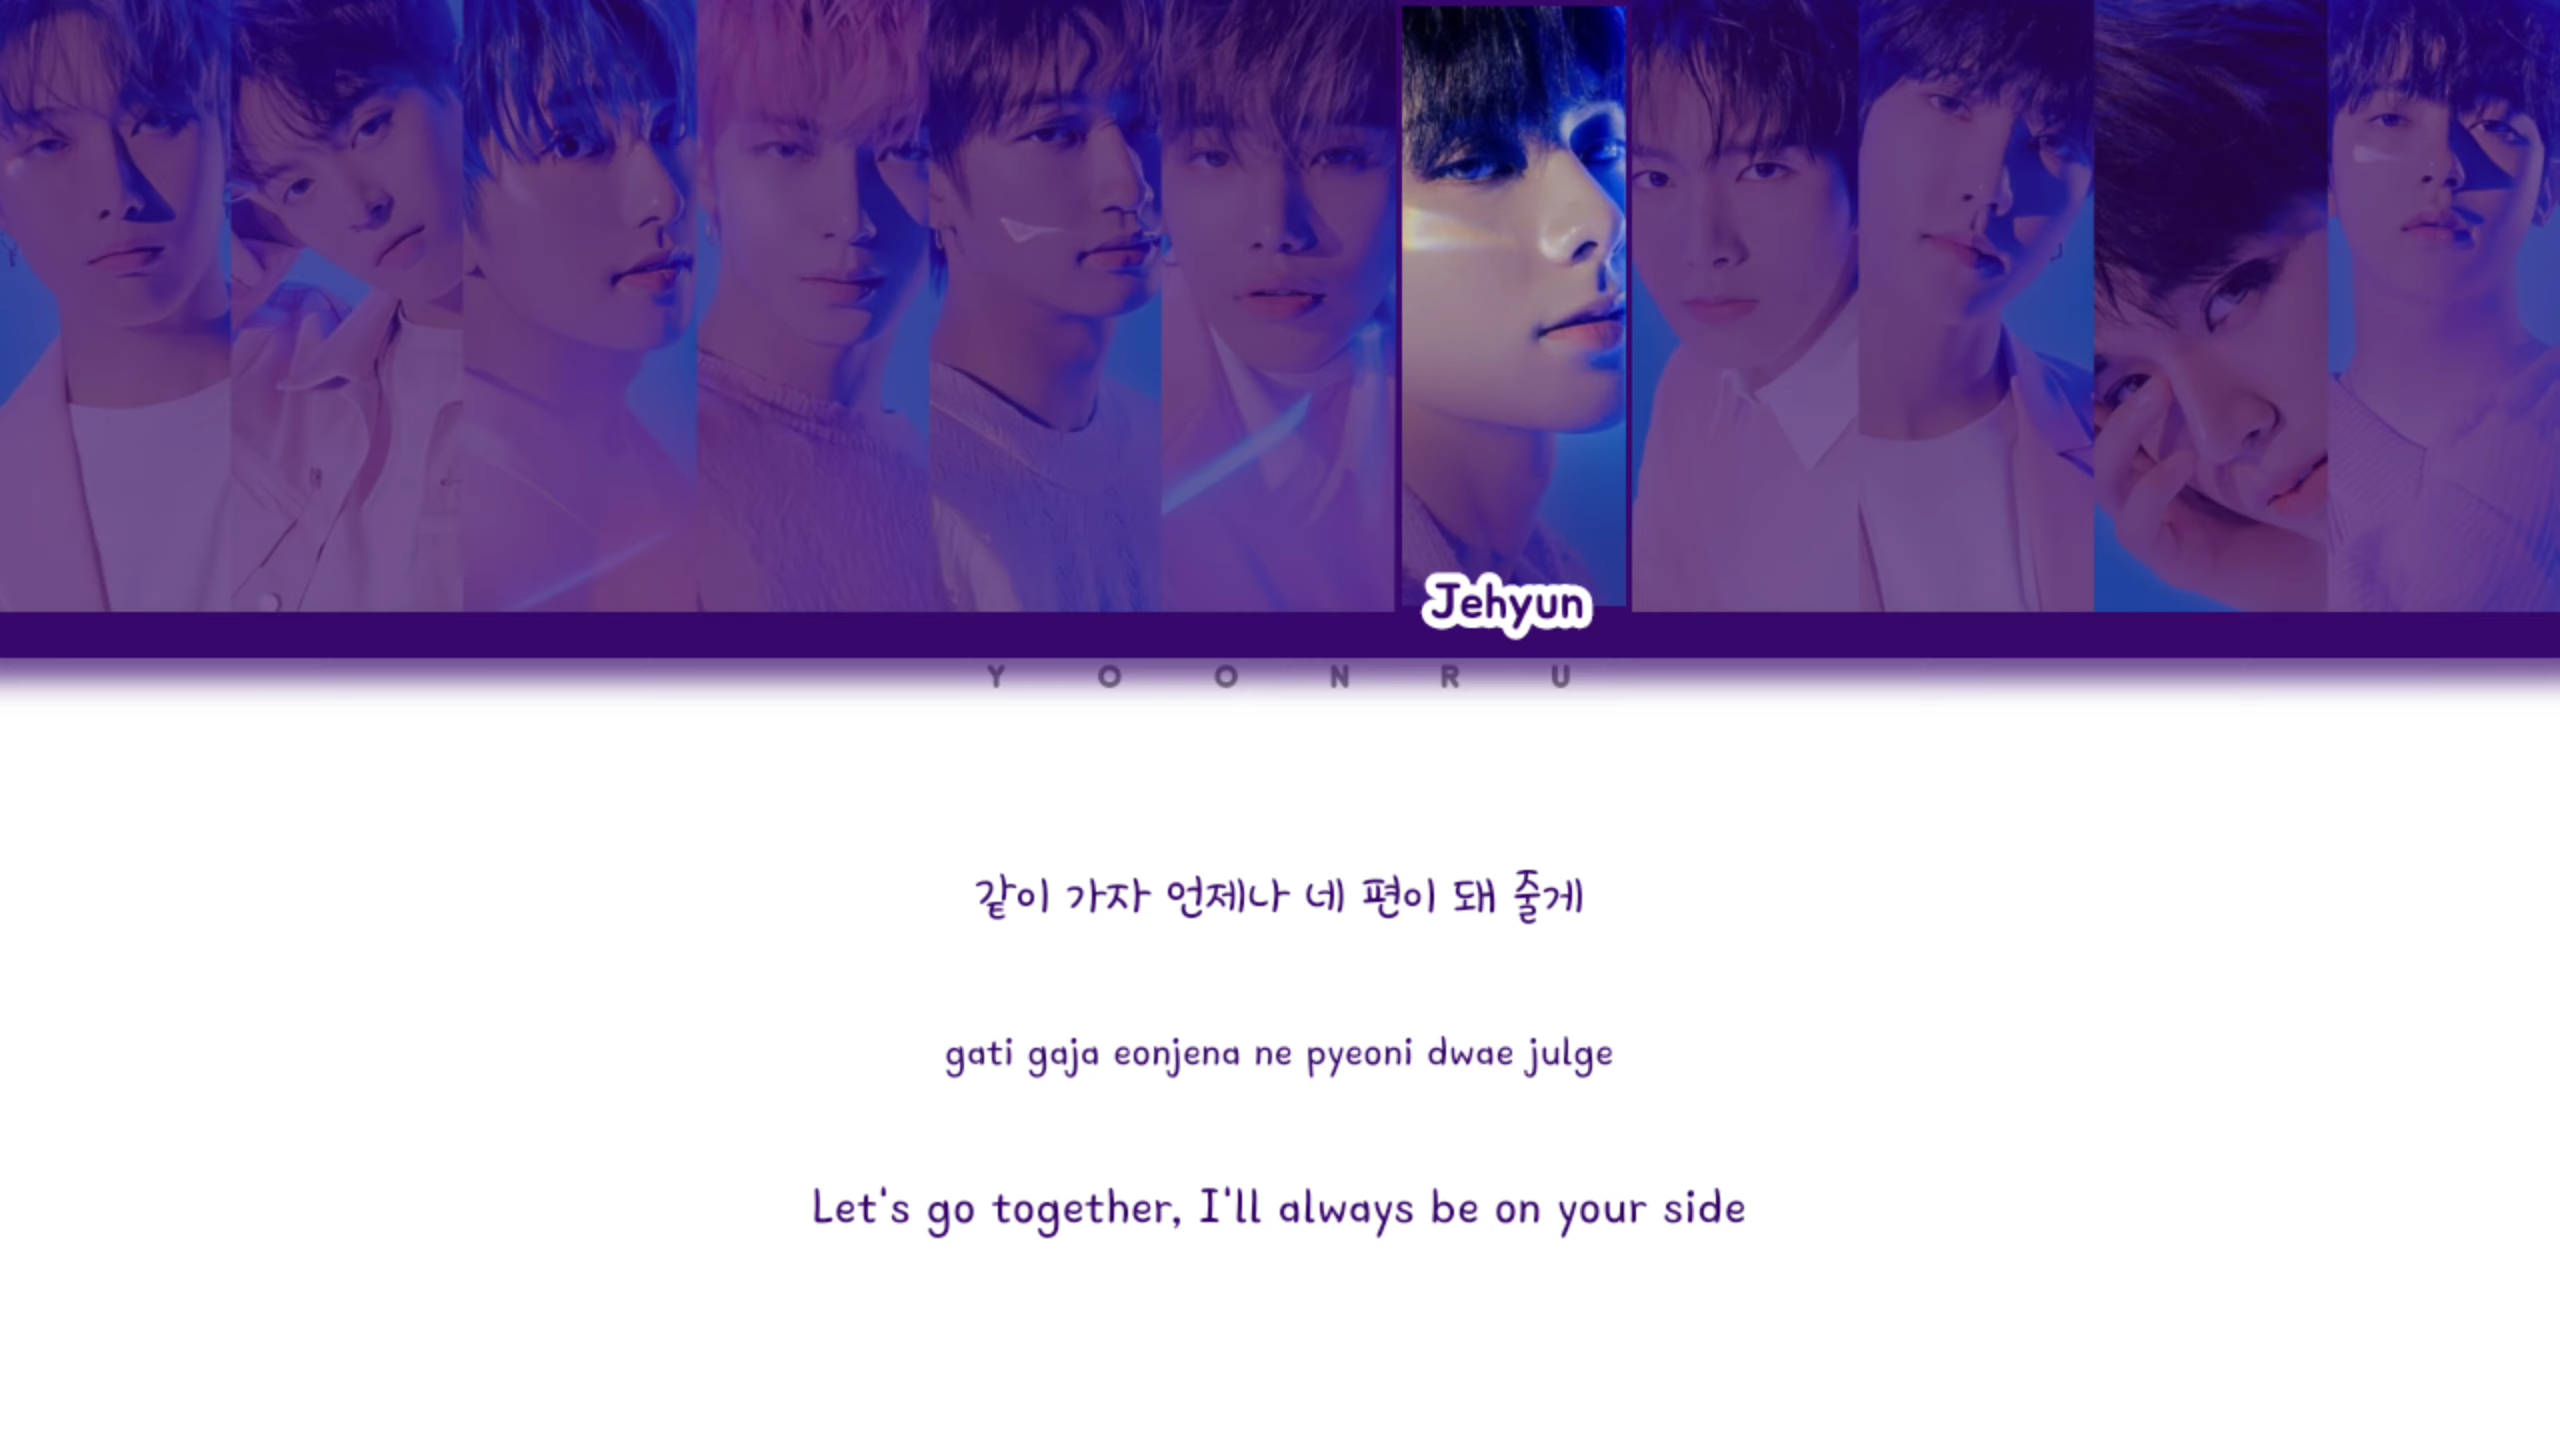 Jehyun
YOONRU
같이 가자 언제나 네 편이 돼 줄게
gati gaja eonjena ne pyeoni dwae julge
Let's go together, I'll always be on your side